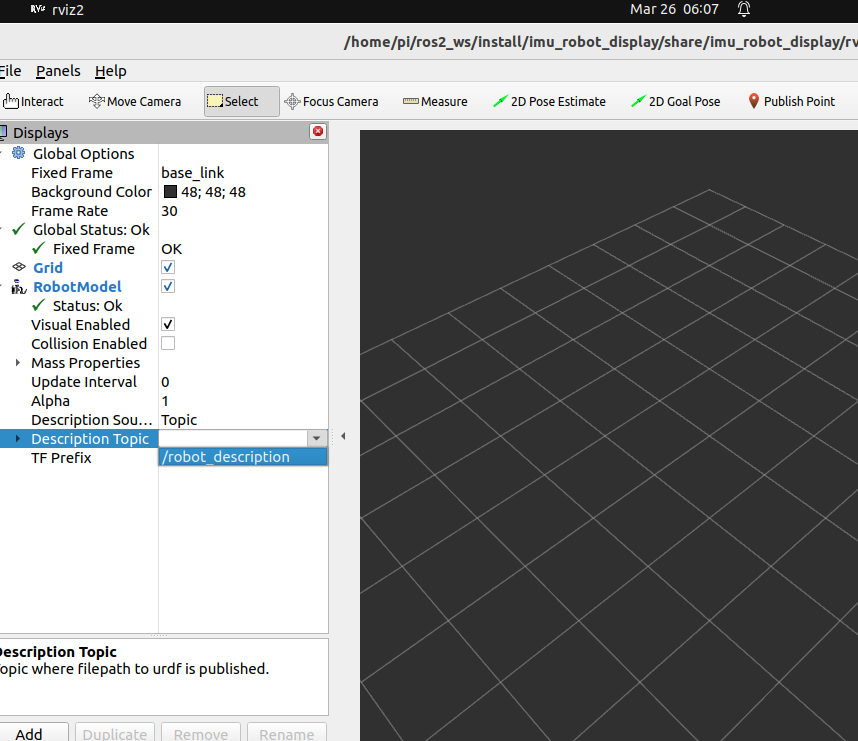 RViz rviz2 Mar 26 06:07
/home/pi/ros2_ws/install/imu_robot_display/share/imu_robot_display/rv
File Panels Help
Interact Move Camera Select Focus Camera Measure 2D Pose Estimate 2D Goal Pose Publish Point
Displays
Global Options
Fixed Frame base_link
Background Color 48; 48; 48
Frame Rate 30
Global Status: Ok
Fixed Frame OK
Grid
RobotModel
Status: Ok
Visual Enabled
Collision Enabled
Mass Properties
Update Interval 0
Alpha 1
Description Sou... Topic
Description Topic
/robot_description
TF Prefix
Description Topic
Topic where filepath to urdf is published.
Add Duplicate Remove Rename